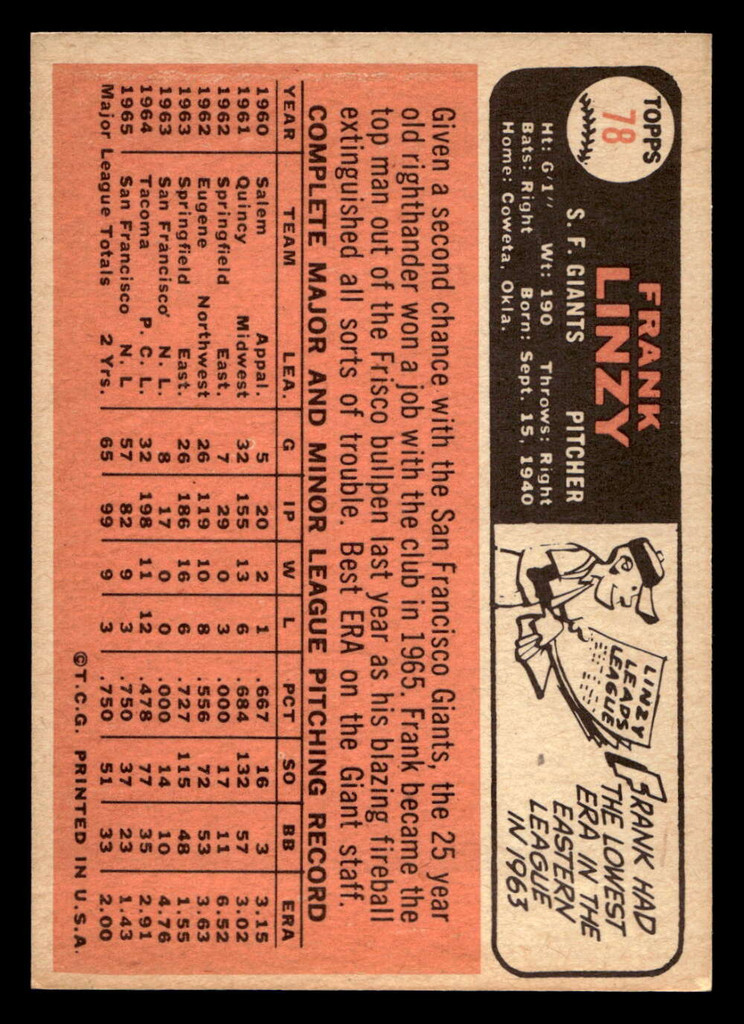 TOPPS
78
FRANK
LINZY
S. F. GIANTS PITCHER
Ht: 6'1" Wt: 190 Throws: Right
Bats: Right Born: Sept. 15, 1940
Home: Coweta, Okla.
LINZY
LEADS
LEAGUE
FRANK HAD
THE LOWEST
ERA IN THE
EASTERN
LEAGUE
IN 1963
Given a second chance with the San Francisco Giants, the 25 year
old righthander won a job with the club in 1965. Frank became the
top man out of the Frisco bullpen last year as his blazing fireball
extinguished all sorts of trouble. Best ERA on the Giant staff.
COMPLETE MAJOR AND MINOR LEAGUE PITCHING RECORD
YEAR TEAM LEA. G IP W L PCT SO BB ERA
1960 Salem Appal. 5 20 2 1 .667 16 3 3.15
1961 Quincy Midwest 32 155 13 6 .684 132 57 3.02
1962 Springfield East. 7 29 0 3 .000 17 11 6.52
1962 Eugene Northwest 26 119 10 8 .556 72 53 3.63
1963 Springfield East. 26 186 16 6 .727 115 48 1.55
1963 San Francisco N. L. 8 17 0 0 .000 14 10 4.76
1964 Tacoma P. C. L. 32 198 11 12 .478 77 35 2.91
1965 San Francisco N. L 57 82 9 3 .750 37 23 1.43
Major League Totals 2 Yrs. 65 99 9 3 .750 51 33 2.00
©T.C.G. PRINTED IN U.S.A.